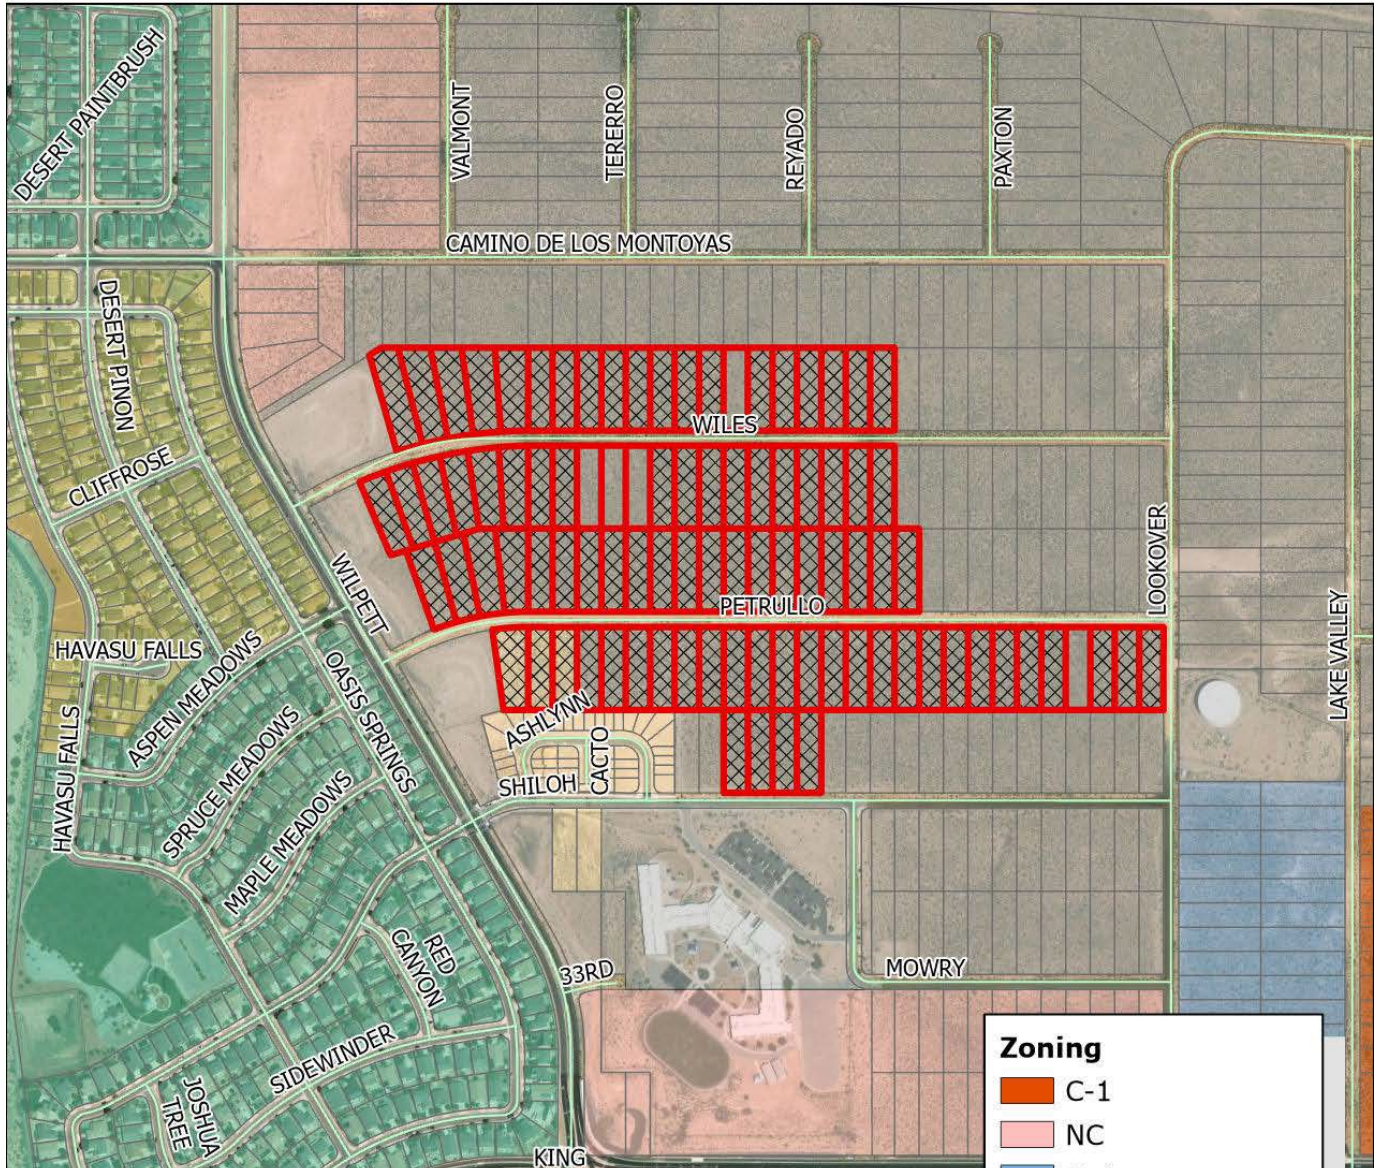 DESERT PAINTBRUSH
VALMONT
TERERRO
REYADO
PAXTON
CAMINO DE LOS MONTOYAS
DESERT PINON
CLIFFROSE
WILES
WILPETT
LOOKOVER
LAKE VALLEY
PETRULLO
HAVASU FALLS
ASPEN MEADOWS
OASIS SPRINGS
HAVASU FALLS
SPRUCE MEADOWS
MAPLE MEADOWS
ASHLYNN
CACTO
SHILOH
RED
CANYON
33RD
MOWRY
SIDEWINDER
JOSHUA
TREE
KING
Zoning
C-1
NC